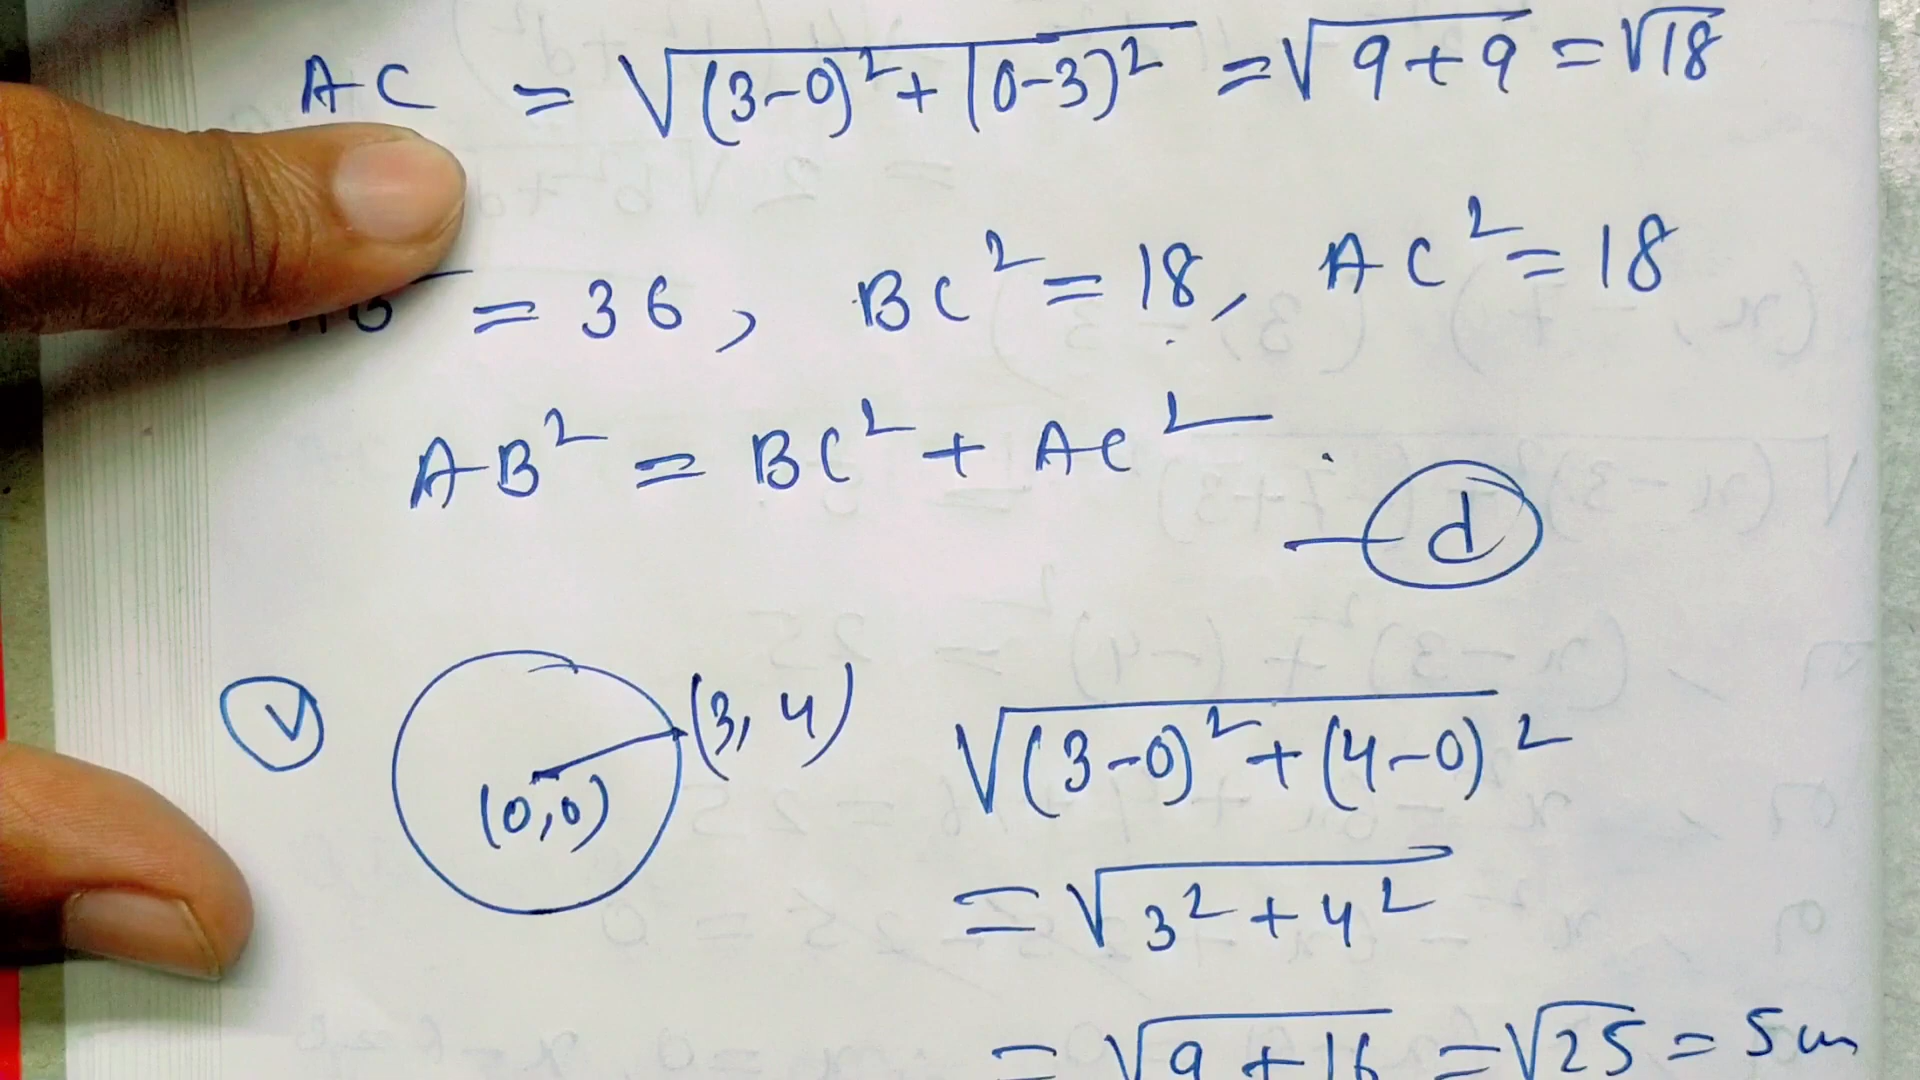 AC = √(3-0)² + (0-3)² = √9+9 = √18
= 36, BC² = 18, AC² = 18
AB² = BC² + AC²
— d
v (3, 4) √(3-0)² + (4-0)²
(0,0)
= √3² + 4²
= √9 + 16 = √25 = 5